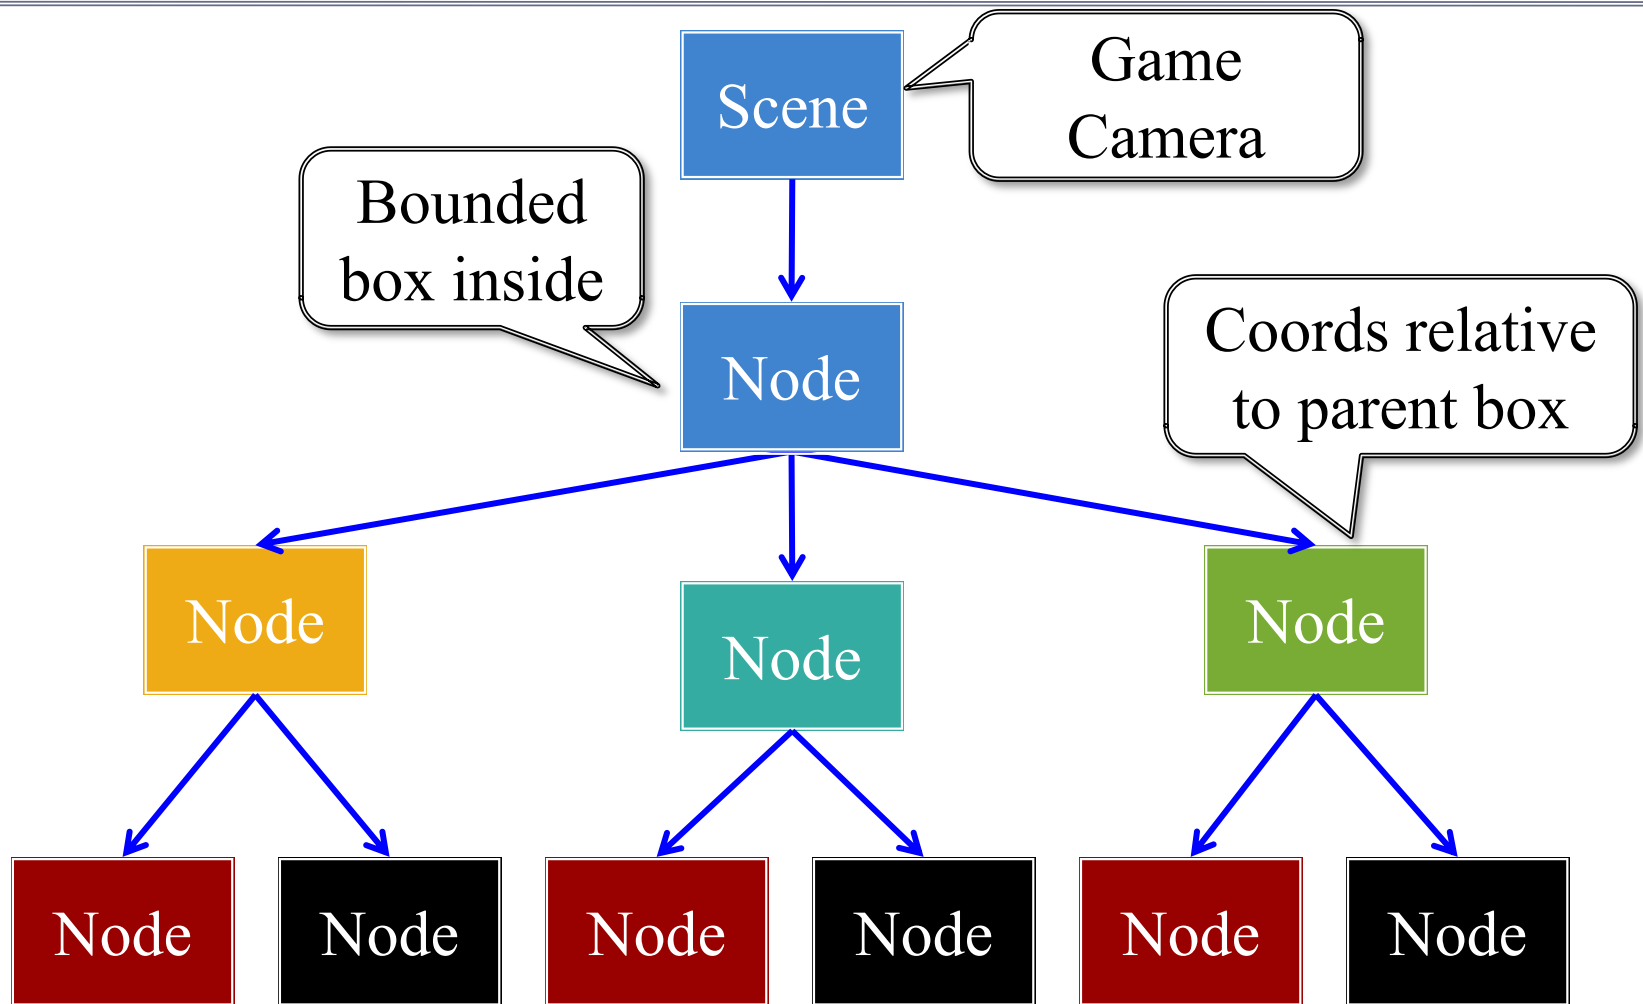 Scene
Game
Camera
Bounded
box inside
Node
Coords relative
to parent box
Node
Node
Node
Node
Node
Node
Node
Node
Node